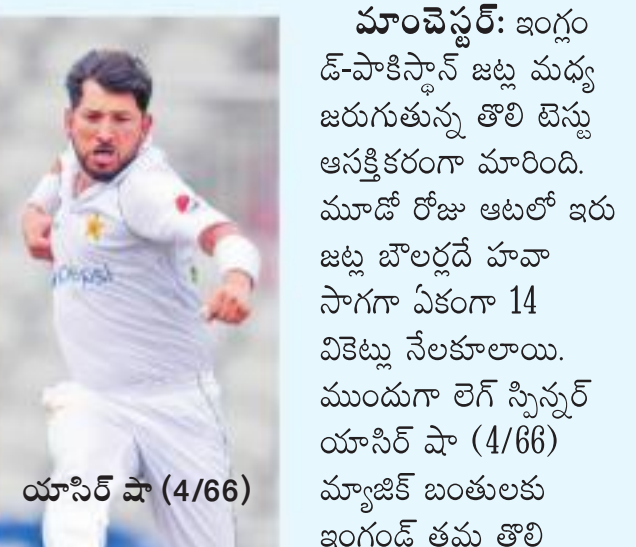 మాంచెస్టర్: ఇంగ్లం
డ్-పాకిస్థాన్ జట్ల మధ్య
జరుగుతున్న తొలి టెస్టు
ఆసక్తికరంగా మారింది.
మూడో రోజు ఆటలో ఇరు
జట్ల బౌలర్లదే హవా
సాగగా ఏకంగా 14
వికెట్లు నేలకూలాయి.
ముందుగా లెగ్ స్పిన్నర్
యాసిర్ షా (4/66)
మ్యాజిక్ బంతులకు
ఇంగండ్ తమ తొలి
pepsi
యాసిర్ షా (4/66)